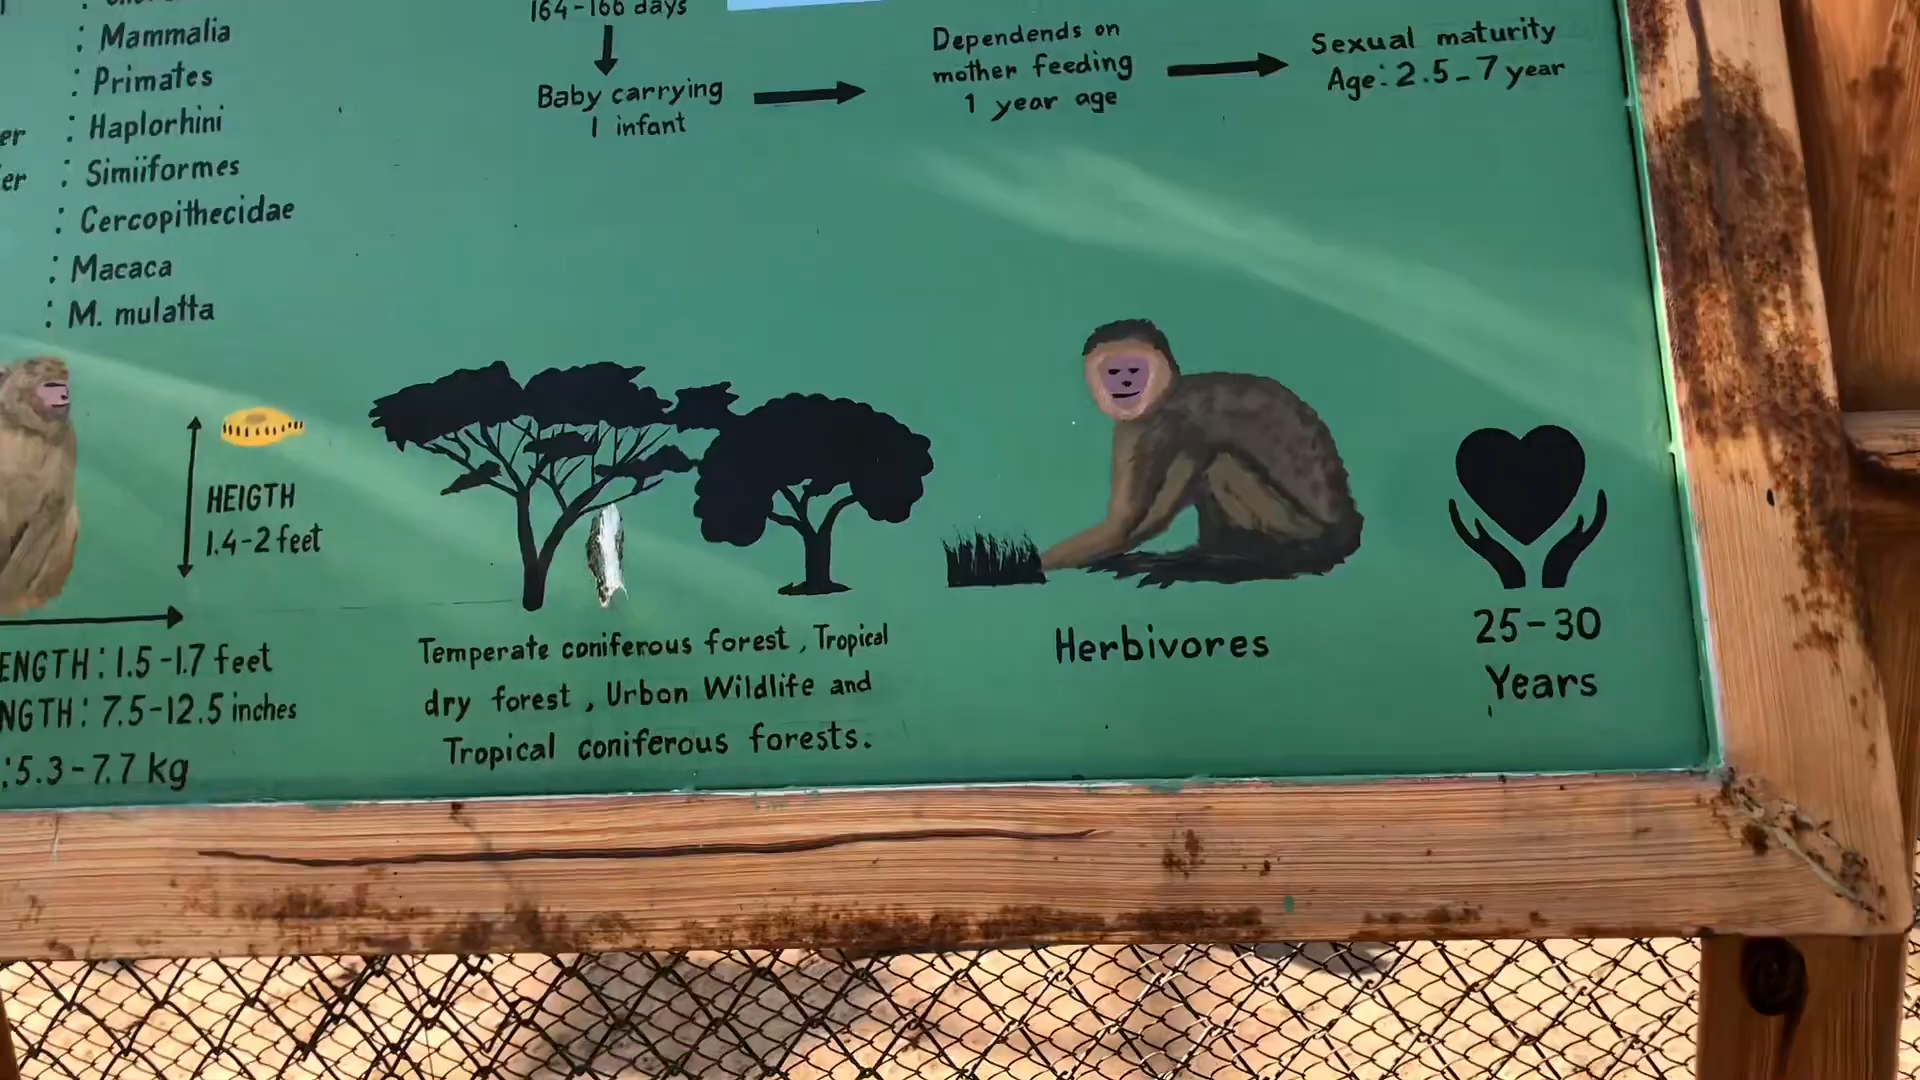 164-166 days
: Mammalia
: Primates
er : Haplorhini
er : Simiiformes
: Cercopithecidae
: Macaca
: M. mulatta
Baby carrying
1 infant
Dependends on
mother feeding
1 year age
Sexual maturity
Age: 2.5-7 year
HEIGTH
1.4-2 feet
ENGTH: 1.5-1.7 feet
NGTH: 7.5-12.5 inches
: 5.3-7.7 kg
Temperate coniferous forest, Tropical
dry forest, Urban Wildlife and
Tropical coniferous forests.
Herbivores
25-30
Years